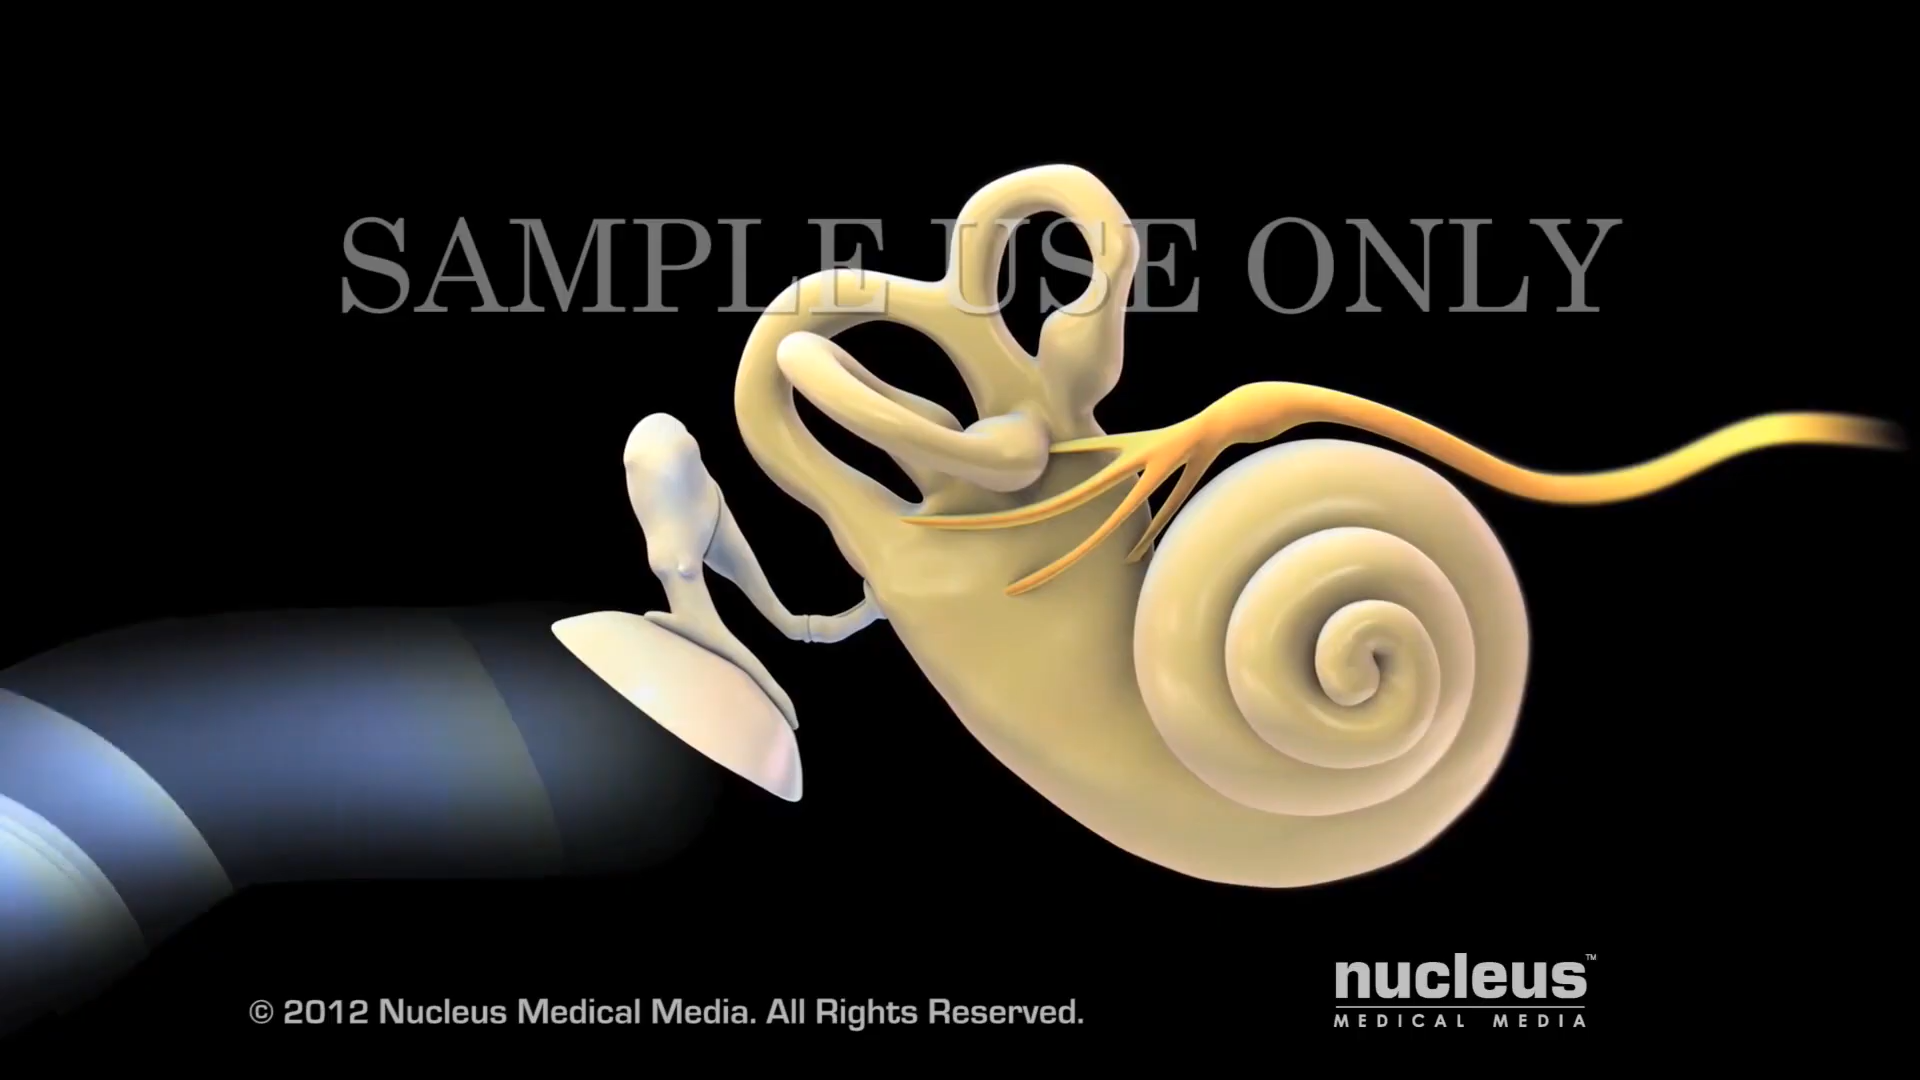 SAMPLE USE ONLY
nucleus™
MEDICAL MEDIA
© 2012 Nucleus Medical Media. All Rights Reserved.